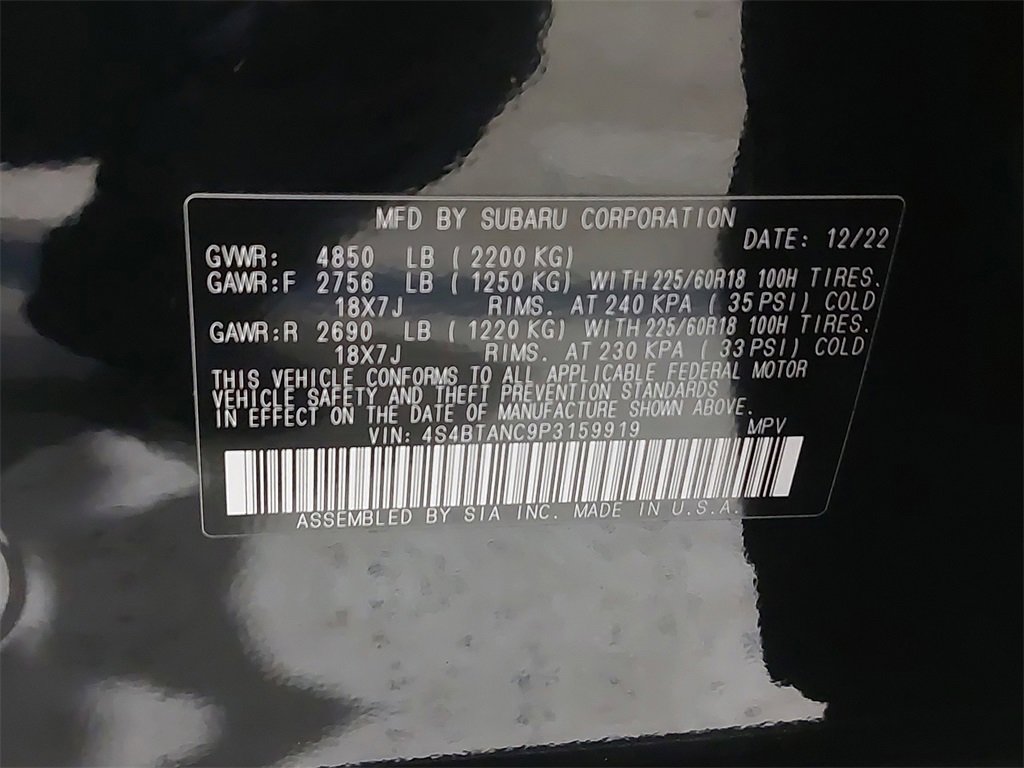 MFD BY SUBARU CORPORATION
DATE: 12/22
GVWR: 4850 LB ( 2200 KG)
GAWR:F 2756 LB ( 1250 KG) WITH 225/60R18 100H TIRES.
18X7J RIMS. AT 240 KPA ( 35 PSI) COLD
GAWR:R 2690 LB ( 1220 KG) WITH 225/60R18 100H TIRES.
18X7J RIMS. AT 230 KPA ( 33 PSI) COLD
THIS VEHICLE CONFORMS TO ALL APPLICABLE FEDERAL MOTOR
VEHICLE SAFETY AND THEFT PREVENTION STANDARDS
IN EFFECT ON THE DATE OF MANUFACTURE SHOWN ABOVE.
VIN: 4S4BTANC9P3159919 MPV
ASSEMBLED BY SIA INC. MADE IN U.S.A.